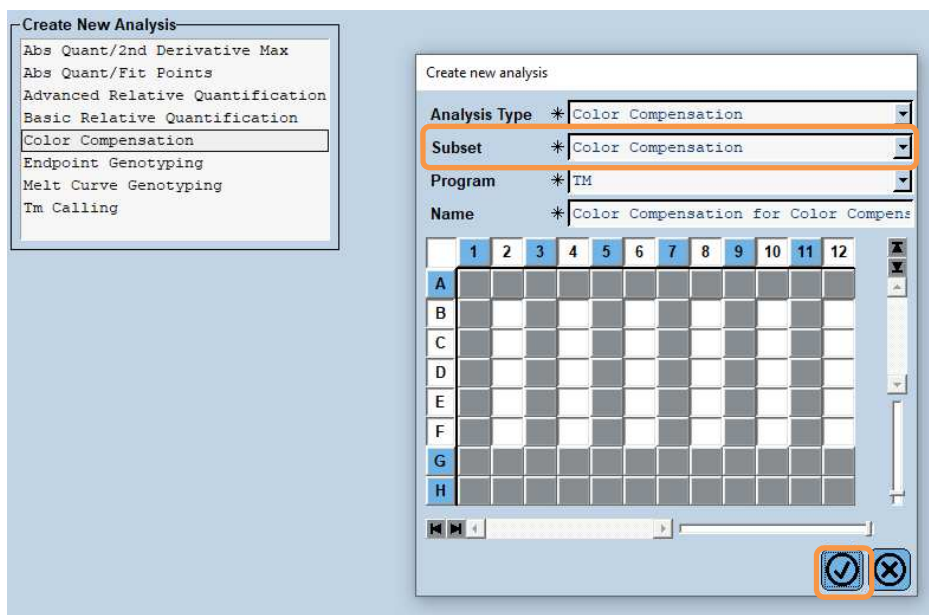 Create New Analysis
Abs Quant/2nd Derivative Max
Abs Quant/Fit Points
Advanced Relative Quantification
Basic Relative Quantification
Color Compensation
Endpoint Genotyping
Melt Curve Genotyping
Tm Calling
Create new analysis
Analysis Type * Color Compensation
Subset * Color Compensation
Program * TM
Name * Color Compensation for Color Compens
1 2 3 4 5 6 7 8 9 10 11 12
A
B
C
D
E
F
G
H